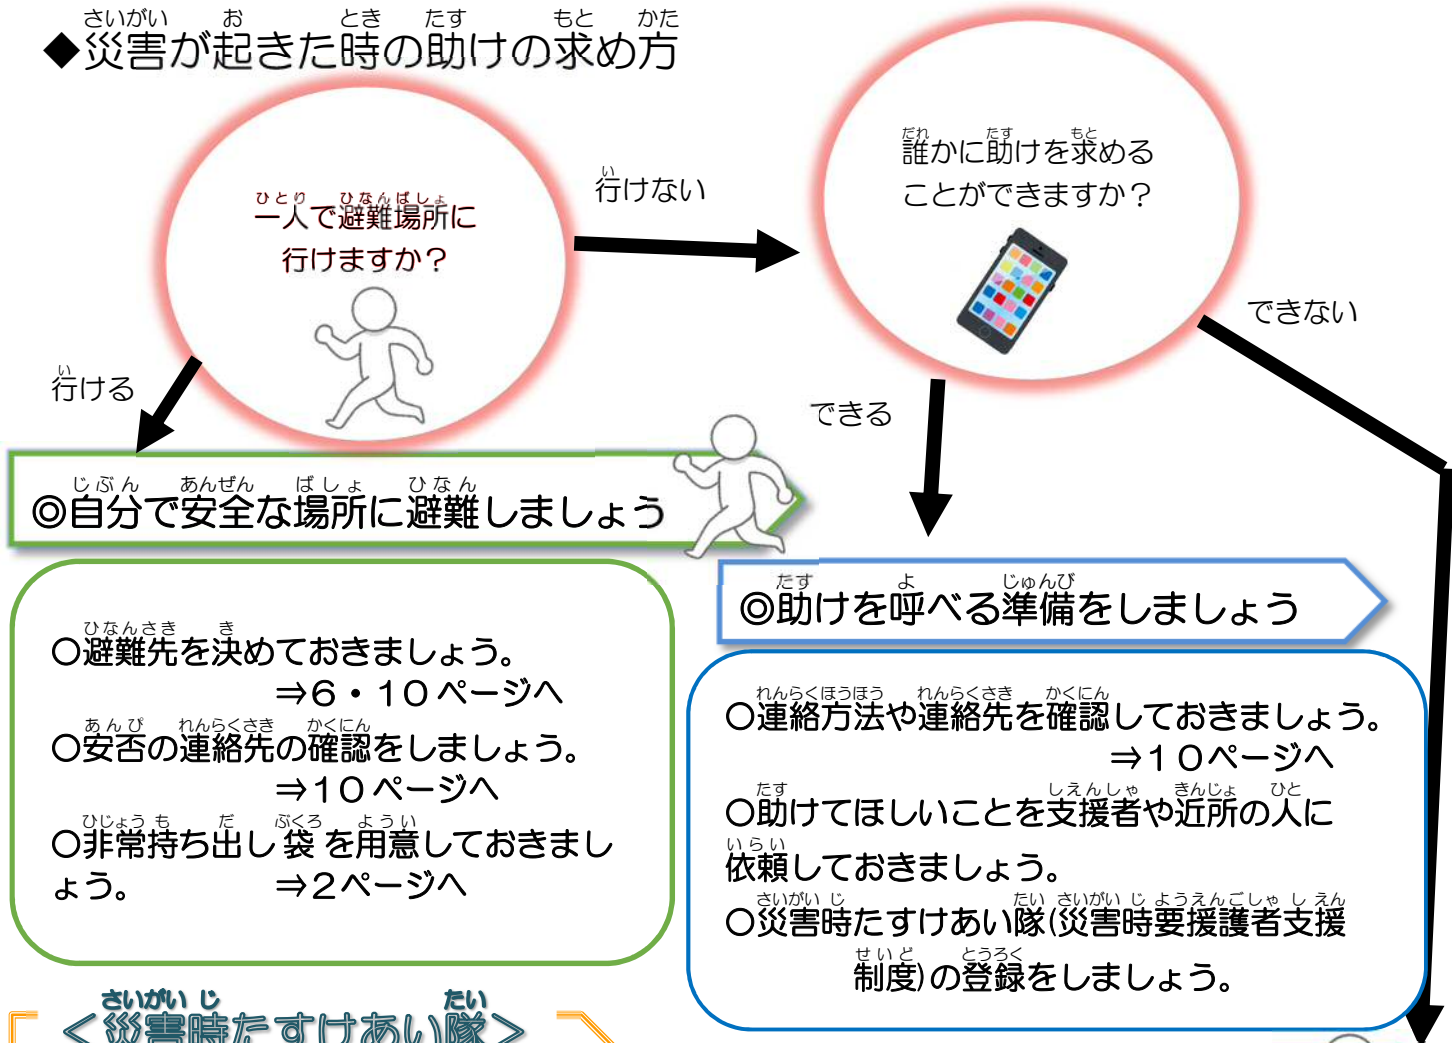 ◆災害が起きた時の助けの求め方
一人で避難場所に
行けますか？
行けない
誰かに助けを求める
ことができますか？
行ける
できる
できない
◎自分で安全な場所に避難しましょう
○避難先を決めておきましょう。
⇒6・10ページへ
○安否の連絡先の確認をしましょう。
⇒10ページへ
○非常持ち出し袋を用意しておきまし
ょう。 ⇒2ページへ
◎助けを呼べる準備をしましょう
○連絡方法や連絡先を確認しておきましょう。
⇒10ページへ
○助けてほしいことを支援者や近所の人に
依頼しておきましょう。
○災害時たすけあい隊(災害時要援護者支援
制度)の登録をしましょう。
＜災害時たすけあい隊＞